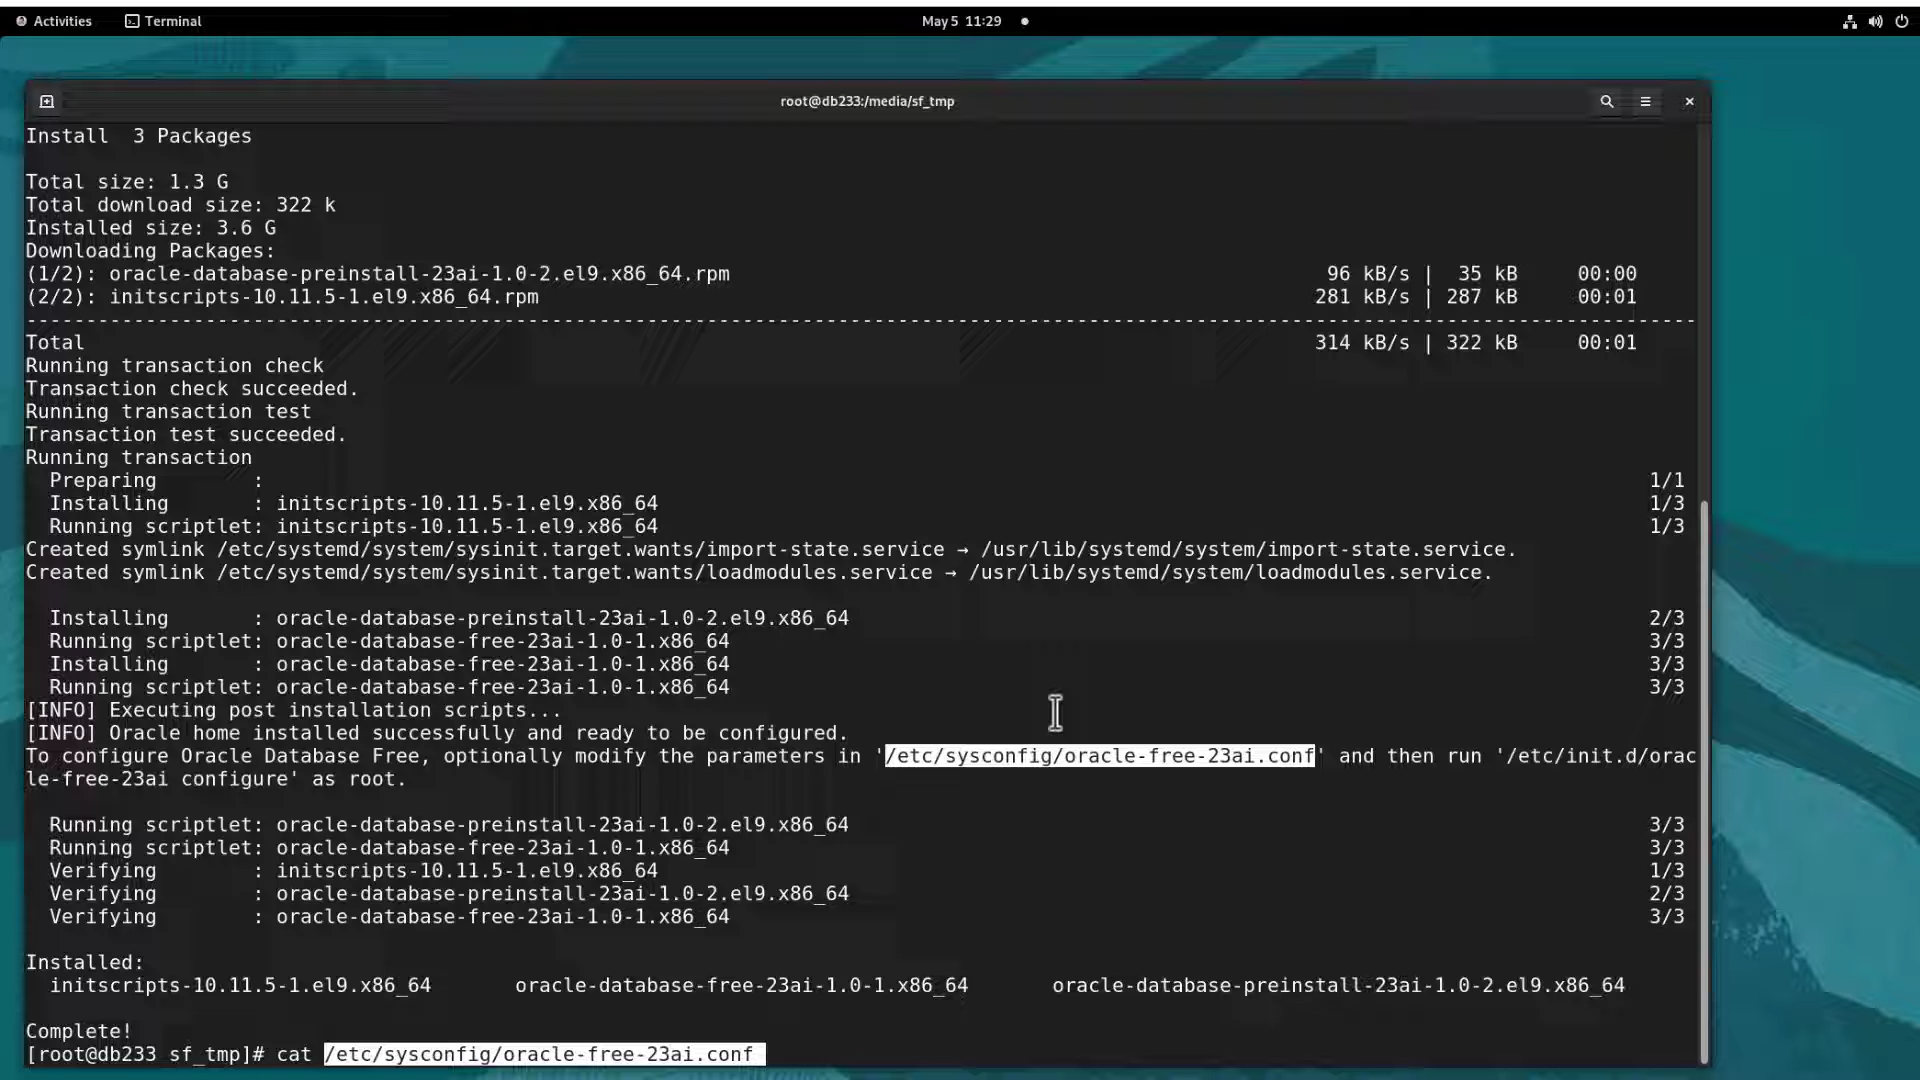 Activities Terminal May 5 11:29
root@db233:/media/sf_tmp
Install  3 Packages
Total size: 1.3 G
Total download size: 322 k
Installed size: 3.6 G
Downloading Packages:
(1/2): oracle-database-preinstall-23ai-1.0-2.el9.x86_64.rpm 96 kB/s |  35 kB     00:00
(2/2): initscripts-10.11.5-1.el9.x86_64.rpm 281 kB/s | 287 kB     00:01
--------------------------------------------------------------------------------------------------------------------------------------------
Total 314 kB/s | 322 kB     00:01
Running transaction check
Transaction check succeeded.
Running transaction test
Transaction test succeeded.
Running transaction
  Preparing        : 1/1
  Installing       : initscripts-10.11.5-1.el9.x86_64 1/3
  Running scriptlet: initscripts-10.11.5-1.el9.x86_64 1/3
Created symlink /etc/systemd/system/sysinit.target.wants/import-state.service → /usr/lib/systemd/system/import-state.service.
Created symlink /etc/systemd/system/sysinit.target.wants/loadmodules.service → /usr/lib/systemd/system/loadmodules.service.
  Installing       : oracle-database-preinstall-23ai-1.0-2.el9.x86_64 2/3
  Running scriptlet: oracle-database-free-23ai-1.0-1.x86_64 3/3
  Installing       : oracle-database-free-23ai-1.0-1.x86_64 3/3
  Running scriptlet: oracle-database-free-23ai-1.0-1.x86_64 3/3
[INFO] Executing post installation scripts...
[INFO] Oracle home installed successfully and ready to be configured.
To configure Oracle Database Free, optionally modify the parameters in '/etc/sysconfig/oracle-free-23ai.conf' and then run '/etc/init.d/orac
le-free-23ai configure' as root.
  Running scriptlet: oracle-database-preinstall-23ai-1.0-2.el9.x86_64 3/3
  Running scriptlet: oracle-database-free-23ai-1.0-1.x86_64 3/3
  Verifying        : initscripts-10.11.5-1.el9.x86_64 1/3
  Verifying        : oracle-database-preinstall-23ai-1.0-2.el9.x86_64 2/3
  Verifying        : oracle-database-free-23ai-1.0-1.x86_64 3/3
Installed:
  initscripts-10.11.5-1.el9.x86_64       oracle-database-free-23ai-1.0-1.x86_64       oracle-database-preinstall-23ai-1.0-2.el9.x86_64
Complete!
[root@db233 sf_tmp]# cat /etc/sysconfig/oracle-free-23ai.conf